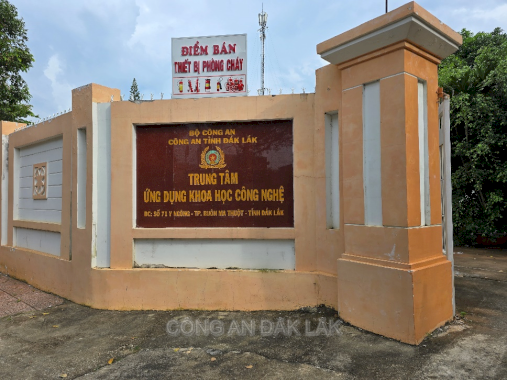 ĐIỂM BÁN
THIẾT BỊ PHÒNG CHÁY
BỘ CÔNG AN
CÔNG AN TỈNH ĐẮK LẮK
TRUNG TÂM
ỨNG DỤNG KHOA HỌC CÔNG NGHỆ
ĐC: SỐ 71 Y NGÔNG - TP. BUÔN MA THUỘT - TỈNH ĐẮK LẮK
CÔNG AN ĐẮK LẮK